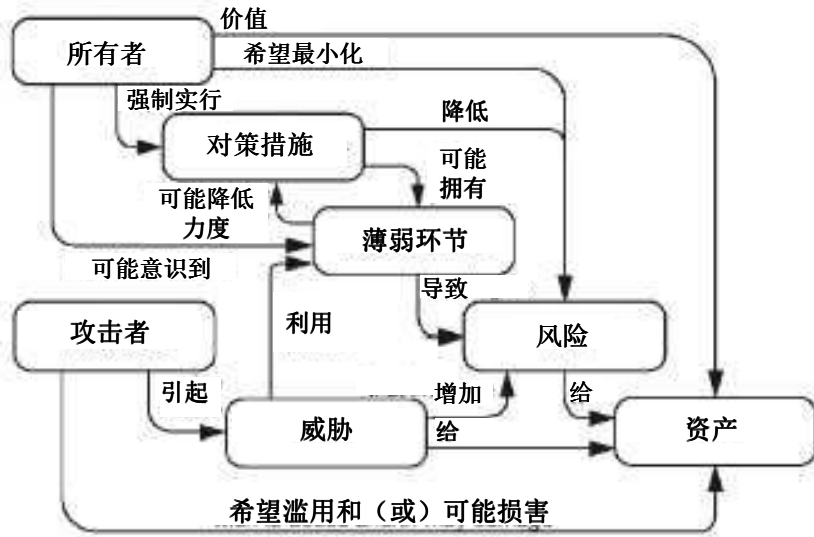 价值
所有者
希望最小化
强制实行
降低
对策措施
可能
拥有
可能降低
力度
薄弱环节
可能意识到
导致
攻击者
利用
风险
引起
增加
给
威胁
给
资产
希望滥用和（或）可能损害